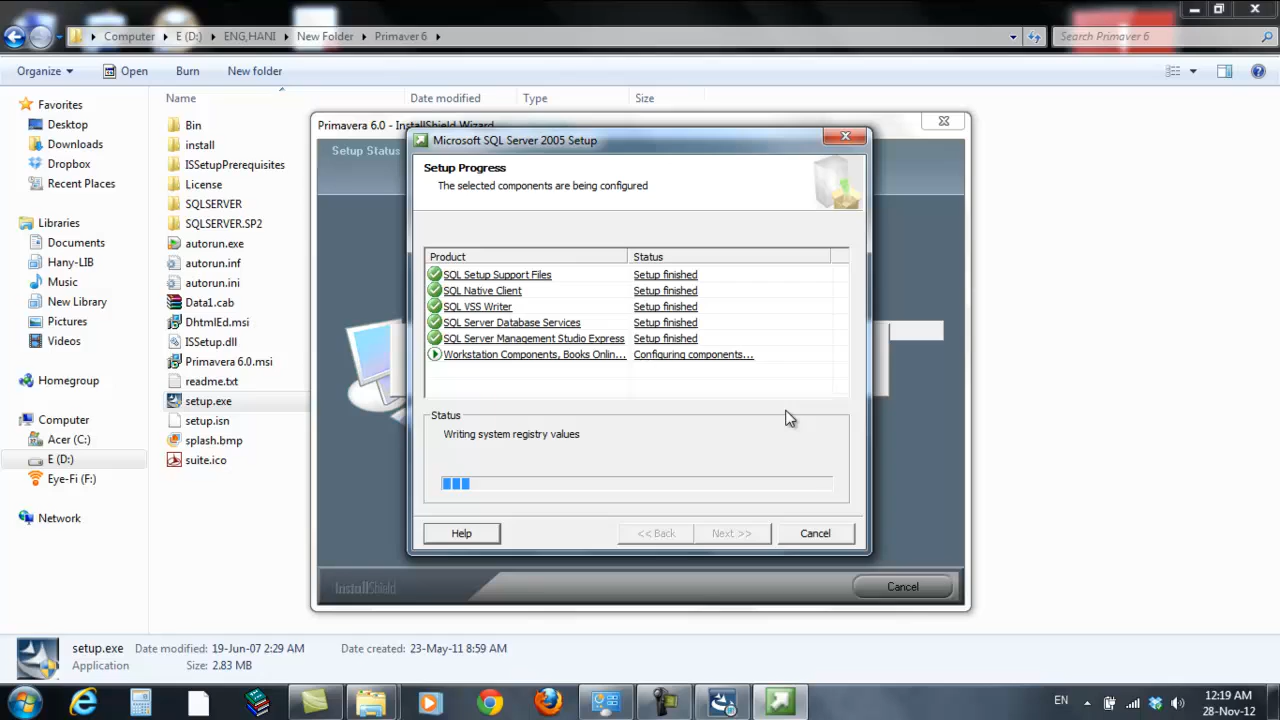 Computer E (D:) ENG,HANI New Folder Primaver 6
Search Primaver 6
Organize Open Burn New folder
Name Date modified Type Size
Favorites
Desktop
Downloads
Dropbox
Recent Places
Libraries
Documents
Hany-LIB
Music
New Library
Pictures
Videos
Homegroup
Computer
Acer (C:)
E (D:)
Eye-Fi (F:)
Network
Bin
install
ISSetupPrerequisites
License
SQLSERVER
SQLSERVER.SP2
autorun.exe
autorun.inf
autorun.ini
Data1.cab
DhtmlEd.msi
ISSetup.dll
Primavera 6.0.msi
readme.txt
setup.exe
setup.isn
splash.bmp
suite.ico
Primavera 6.0 - InstallShield Wizard
Setup Status
Microsoft SQL Server 2005 Setup
Setup Progress
The selected components are being configured
Product Status
SQL Setup Support Files Setup finished
SQL Native Client Setup finished
SQL VSS Writer Setup finished
SQL Server Database Services Setup finished
SQL Server Management Studio Express Setup finished
Workstation Components, Books Onlin... Configuring components...
Status
Writing system registry values
Help << Back Next >> Cancel
InstallShield Cancel
setup.exe Date modified: 19-Jun-07 2:29 AM Date created: 23-May-11 8:59 AM
Application Size: 2.83 MB
EN
12:19 AM
28-Nov-12